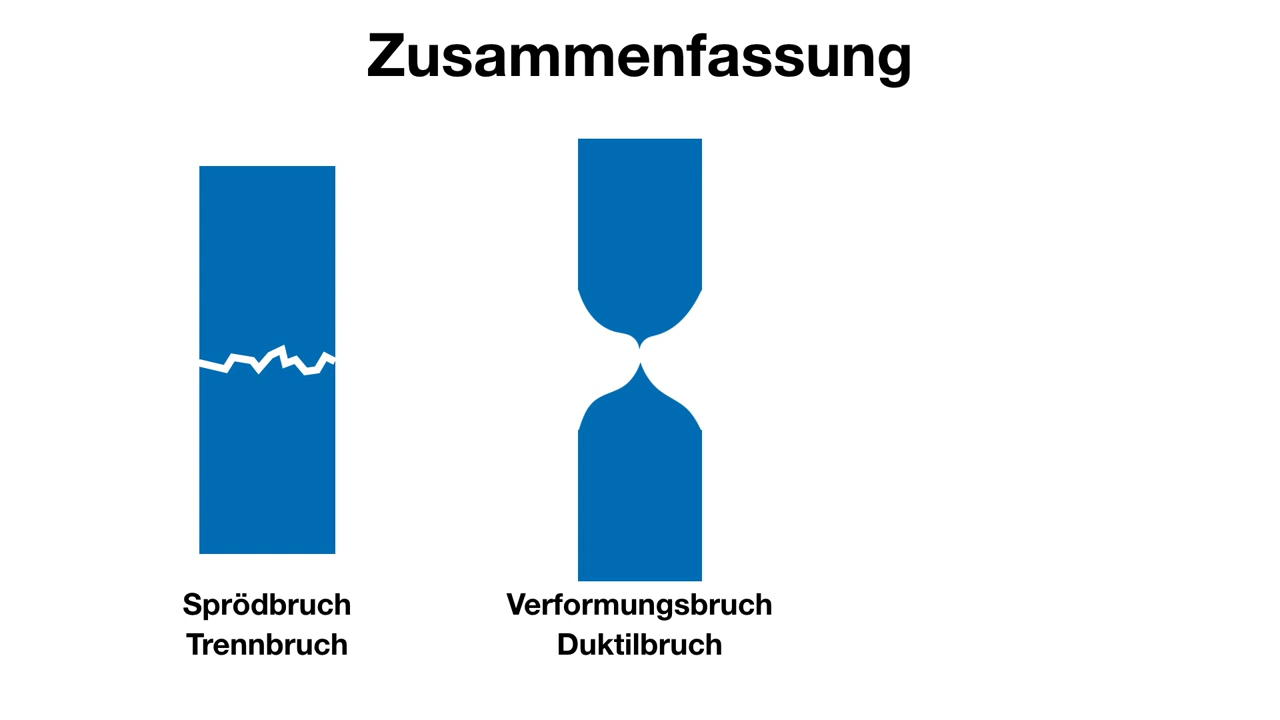 Zusammenfassung
Sprödbruch
Trennbruch
Verformungsbruch
Duktilbruch